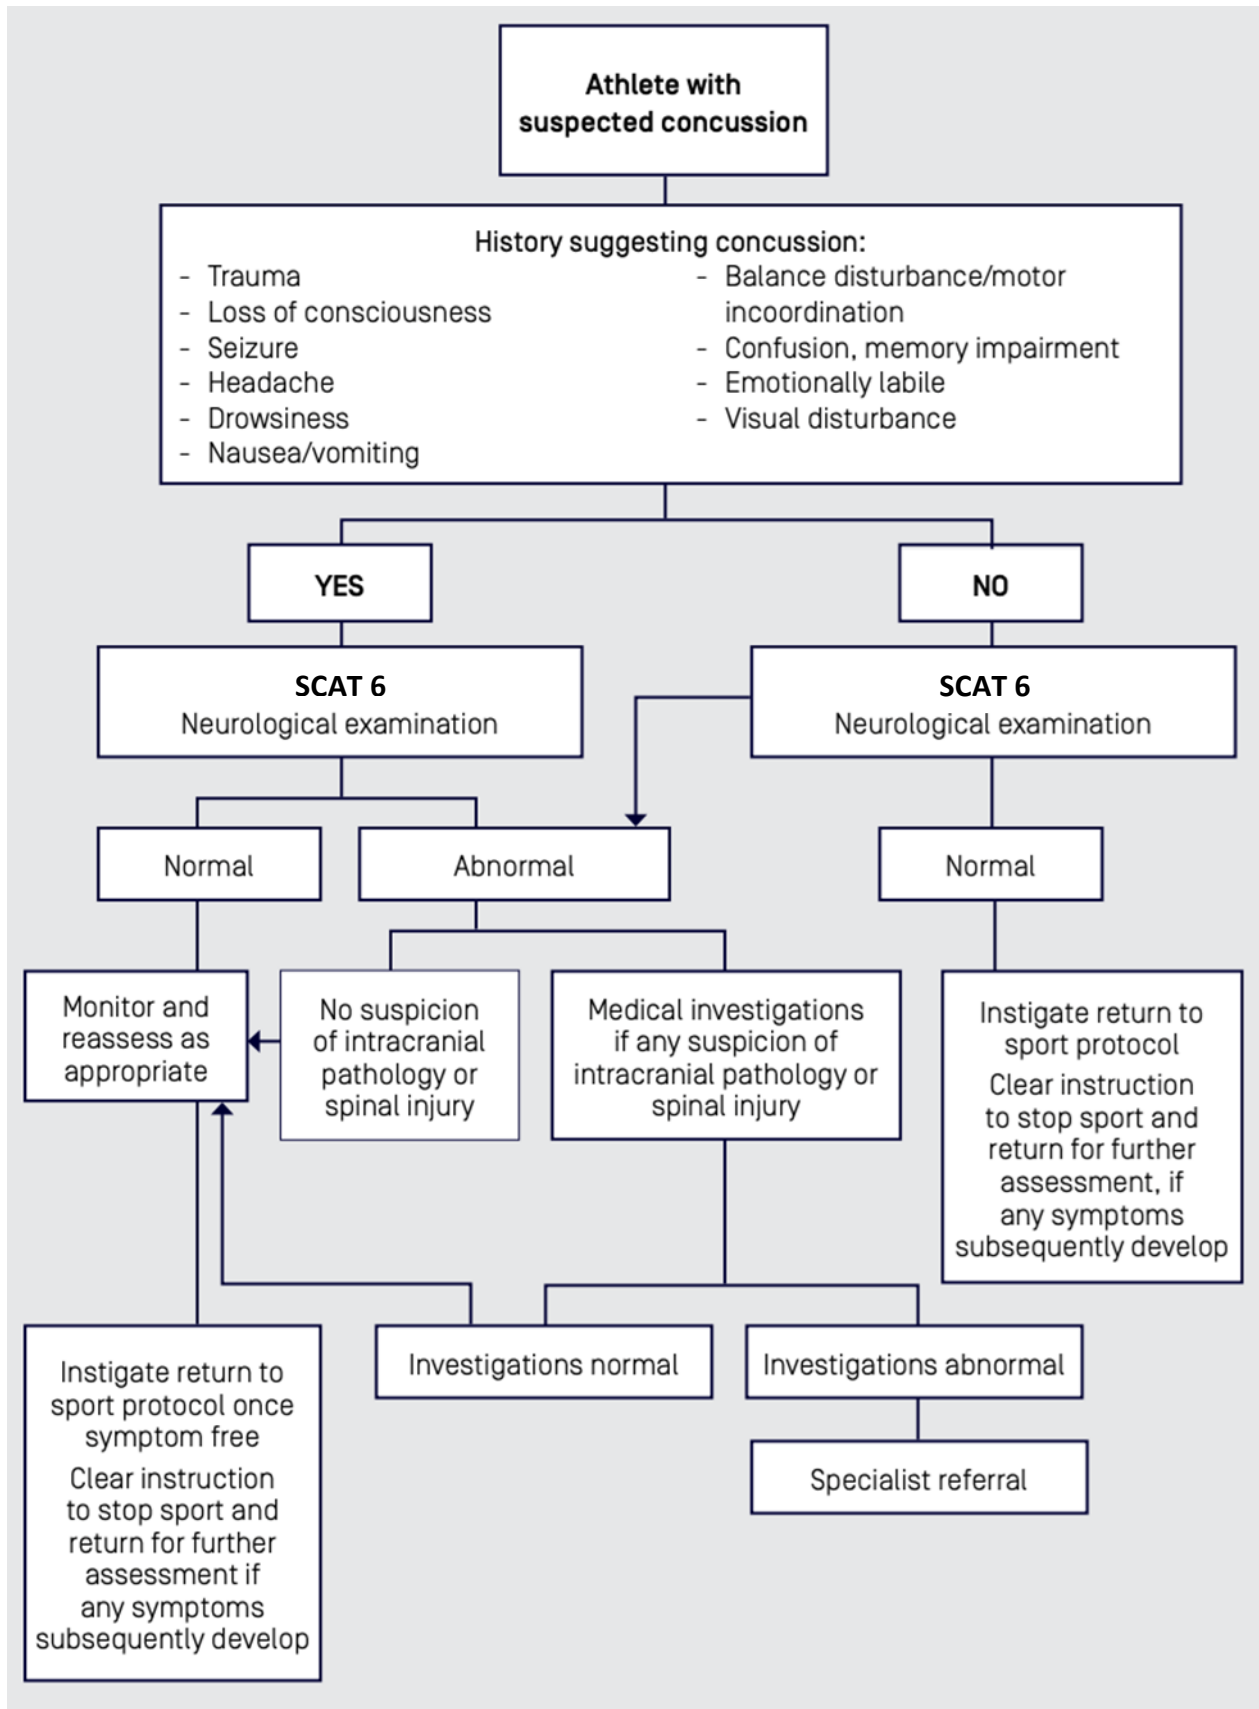 Athlete with
suspected concussion
History suggesting concussion:
- Trauma
- Loss of consciousness
- Seizure
- Headache
- Drowsiness
- Nausea/vomiting
- Balance disturbance/motor
incoordination
- Confusion, memory impairment
- Emotionally labile
- Visual disturbance
YES
NO
SCAT 6
Neurological examination
SCAT 6
Neurological examination
Normal
Abnormal
Normal
Monitor and
reassess as
appropriate
No suspicion
of intracranial
pathology or
spinal injury
Medical investigations
if any suspicion of
intracranial pathology or
spinal injury
Instigate return to
sport protocol
Clear instruction
to stop sport and
return for further
assessment, if
any symptoms
subsequently develop
Instigate return to
sport protocol once
symptom free
Clear instruction
to stop sport and
return for further
assessment if
any symptoms
subsequently develop
Investigations normal
Investigations abnormal
Specialist referral